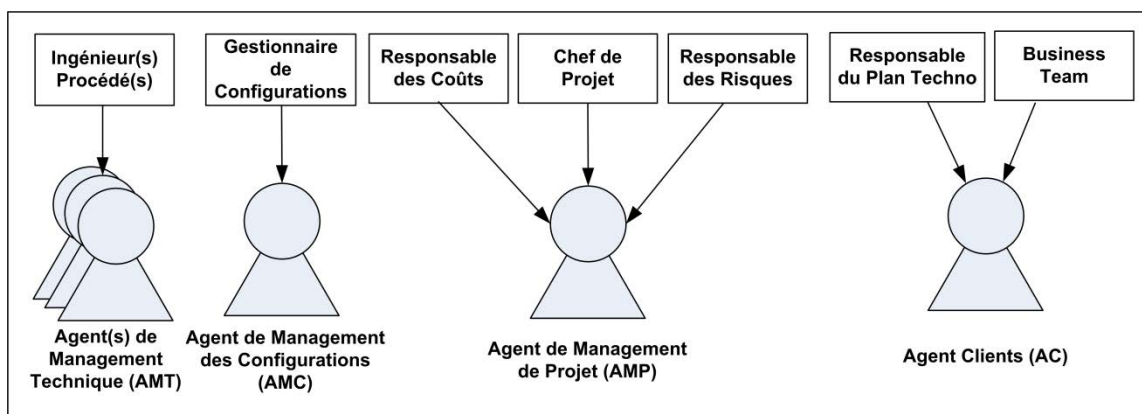 Ingénieur(s)
Procédé(s)
Gestionnaire
de
Configurations
Responsable
des Coûts
Chef de
Projet
Responsable
des Risques
Responsable
du Plan Techno
Business
Team
Agent(s) de
Management
Technique (AMT)
Agent de Management
des Configurations
(AMC)
Agent de Management
de Projet (AMP)
Agent Clients (AC)